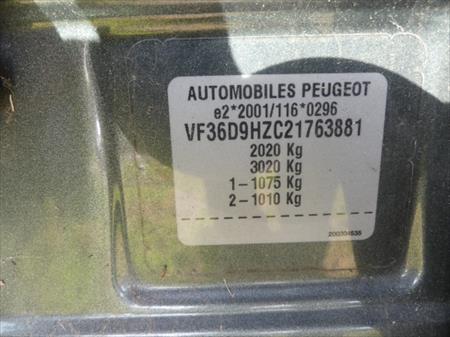 AUTOMOBILES PEUGEOT
e2*2001/116*0296
VF36D9HZC21763881
2020 Kg
3020 Kg
1-1075 Kg
2-1010 Kg